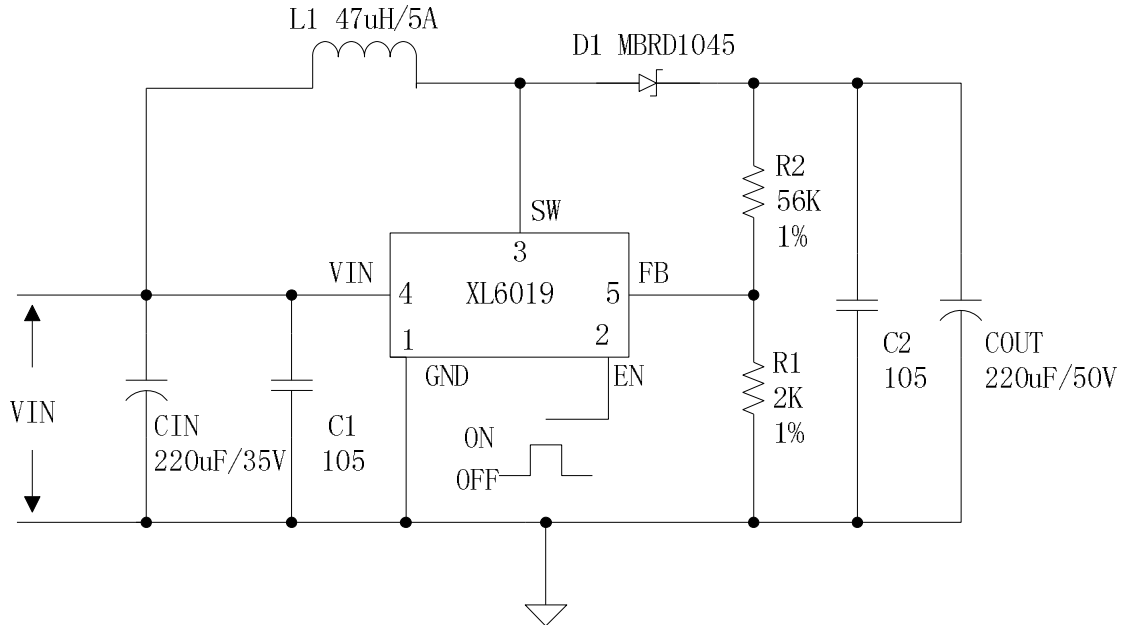 L1 47uH/5A
D1 MBRD1045
R2
56K
1%
SW
3
VIN
4
XL6019
5
FB
1
2
GND
EN
VIN
CIN
220uF/35V
C1
105
ON
OFF
R1
2K
1%
C2
105
COUT
220uF/50V